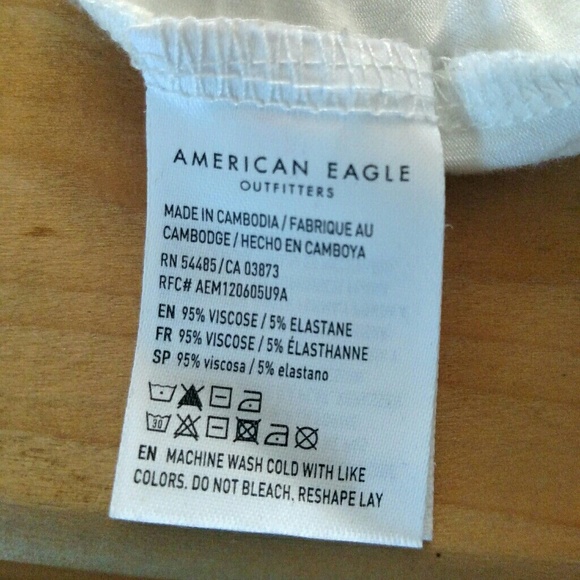 AMERICAN EAGLE
OUTFITTERS
MADE IN CAMBODIA / FABRIQUE AU
CAMBODGE / HECHO EN CAMBOYA
RN 54485/CA 03873
RFC# AEM120605U9A
EN 95% VISCOSE / 5% ELASTANE
FR 95% VISCOSE / 5% ÉLASTHANNE
SP 95% viscosa / 5% elastano
30
EN MACHINE WASH COLD WITH LIKE
COLORS. DO NOT BLEACH, RESHAPE LAY